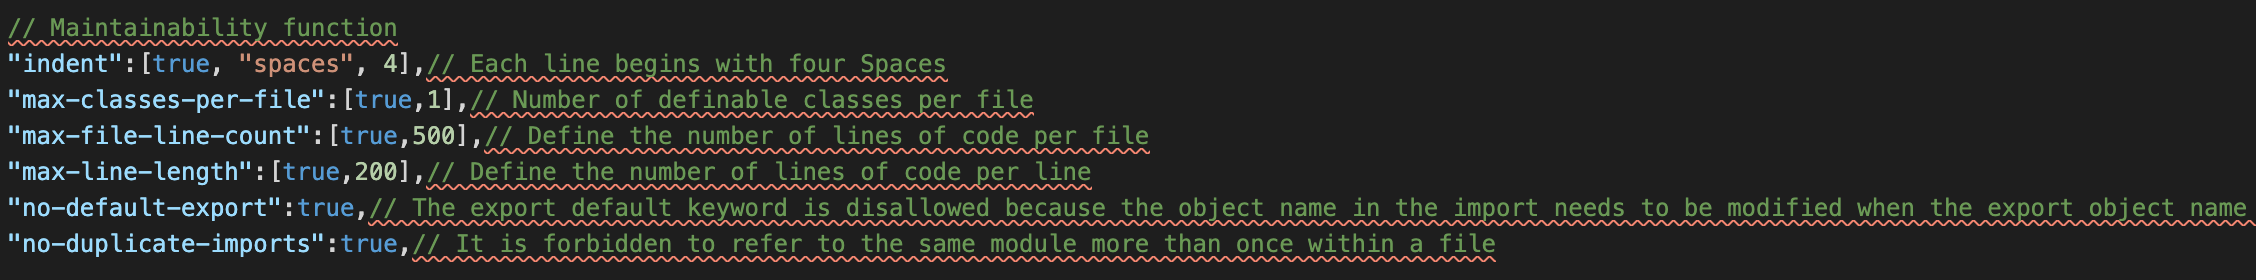 // Maintainability function
"indent":[true, "spaces", 4],// Each line begins with four Spaces
"max-classes-per-file":[true,1],// Number of definable classes per file
"max-file-line-count":[true,500],// Define the number of lines of code per file
"max-line-length":[true,200],// Define the number of lines of code per line
"no-default-export":true,// The export default keyword is disallowed because the object name in the import needs to be modified when the export object name
"no-duplicate-imports":true,// It is forbidden to refer to the same module more than once within a file